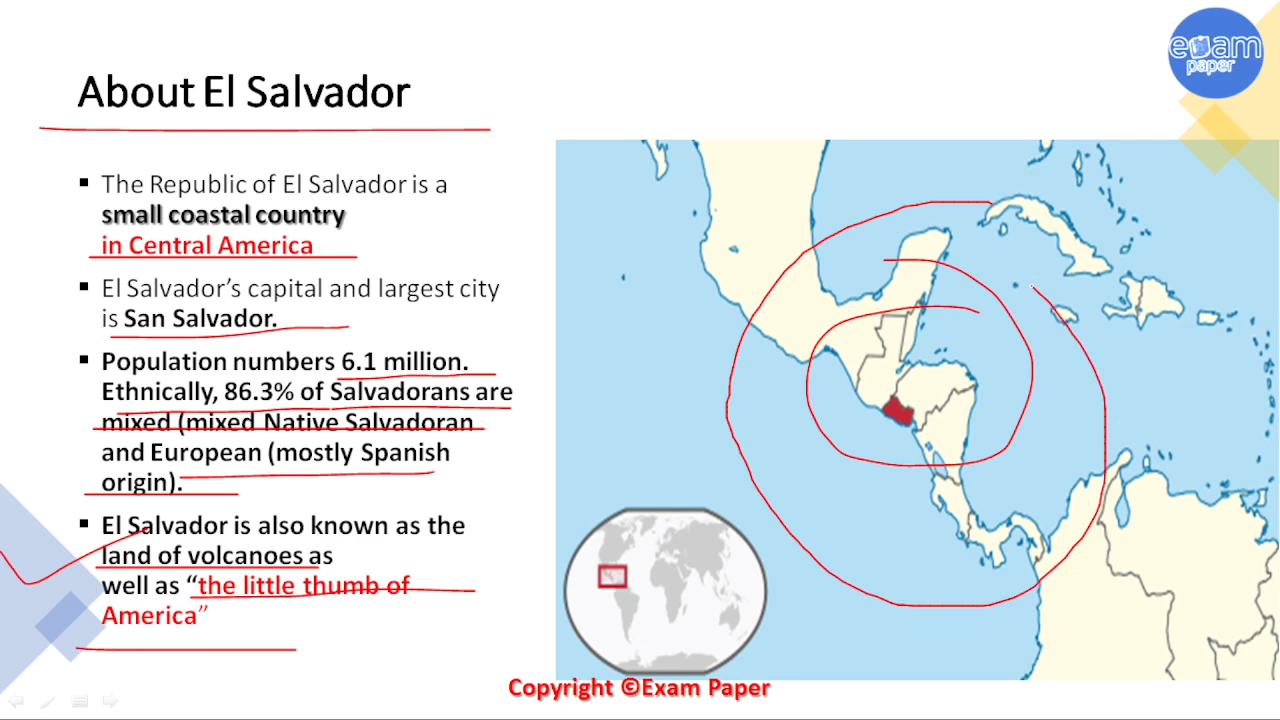 exam
paper
About El Salvador
▪ The Republic of El Salvador is a
small coastal country
in Central America
▪ El Salvador’s capital and largest city
is San Salvador.
▪ Population numbers 6.1 million.
Ethnically, 86.3% of Salvadorans are
mixed (mixed Native Salvadoran
and European (mostly Spanish
origin).
▪ El Salvador is also known as the
land of volcanoes as
well as “the little thumb of
America”
Copyright ©Exam Paper